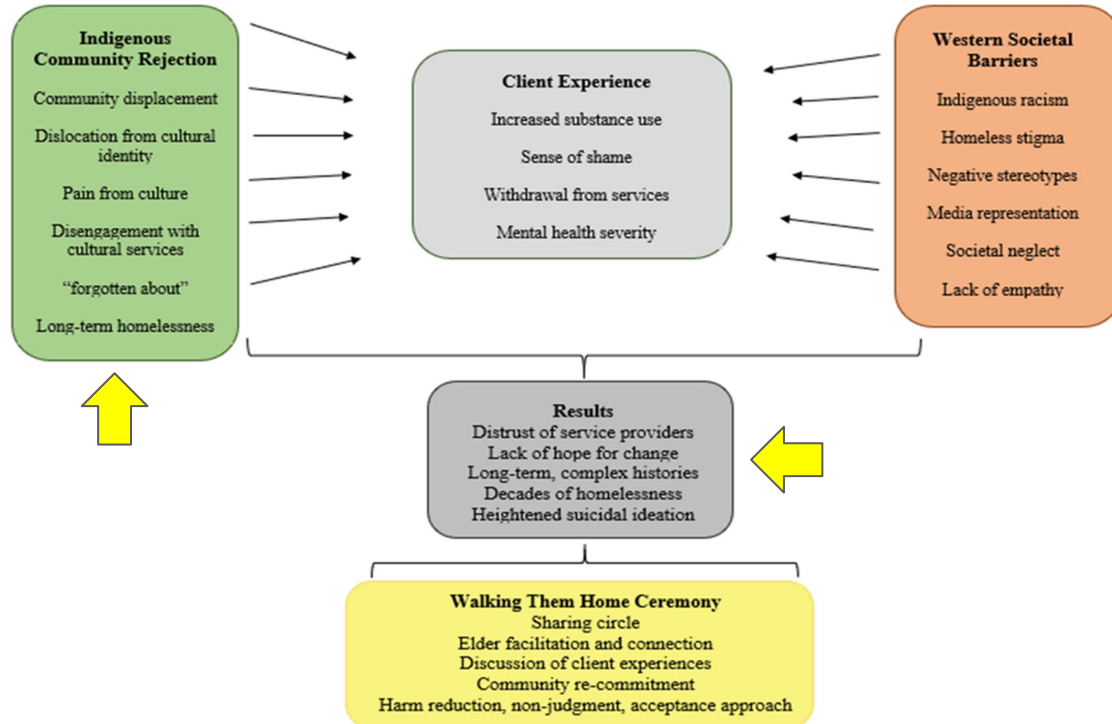 Indigenous
Community Rejection
Community displacement
Dislocation from cultural
identity
Pain from culture
Disengagement with
cultural services
“forgotten about”
Long-term homelessness
Client Experience
Increased substance use
Sense of shame
Withdrawal from services
Mental health severity
Western Societal
Barriers
Indigenous racism
Homeless stigma
Negative stereotypes
Media representation
Societal neglect
Lack of empathy
Results
Distrust of service providers
Lack of hope for change
Long-term, complex histories
Decades of homelessness
Heightened suicidal ideation
Walking Them Home Ceremony
Sharing circle
Elder facilitation and connection
Discussion of client experiences
Community re-commitment
Harm reduction, non-judgment, acceptance approach